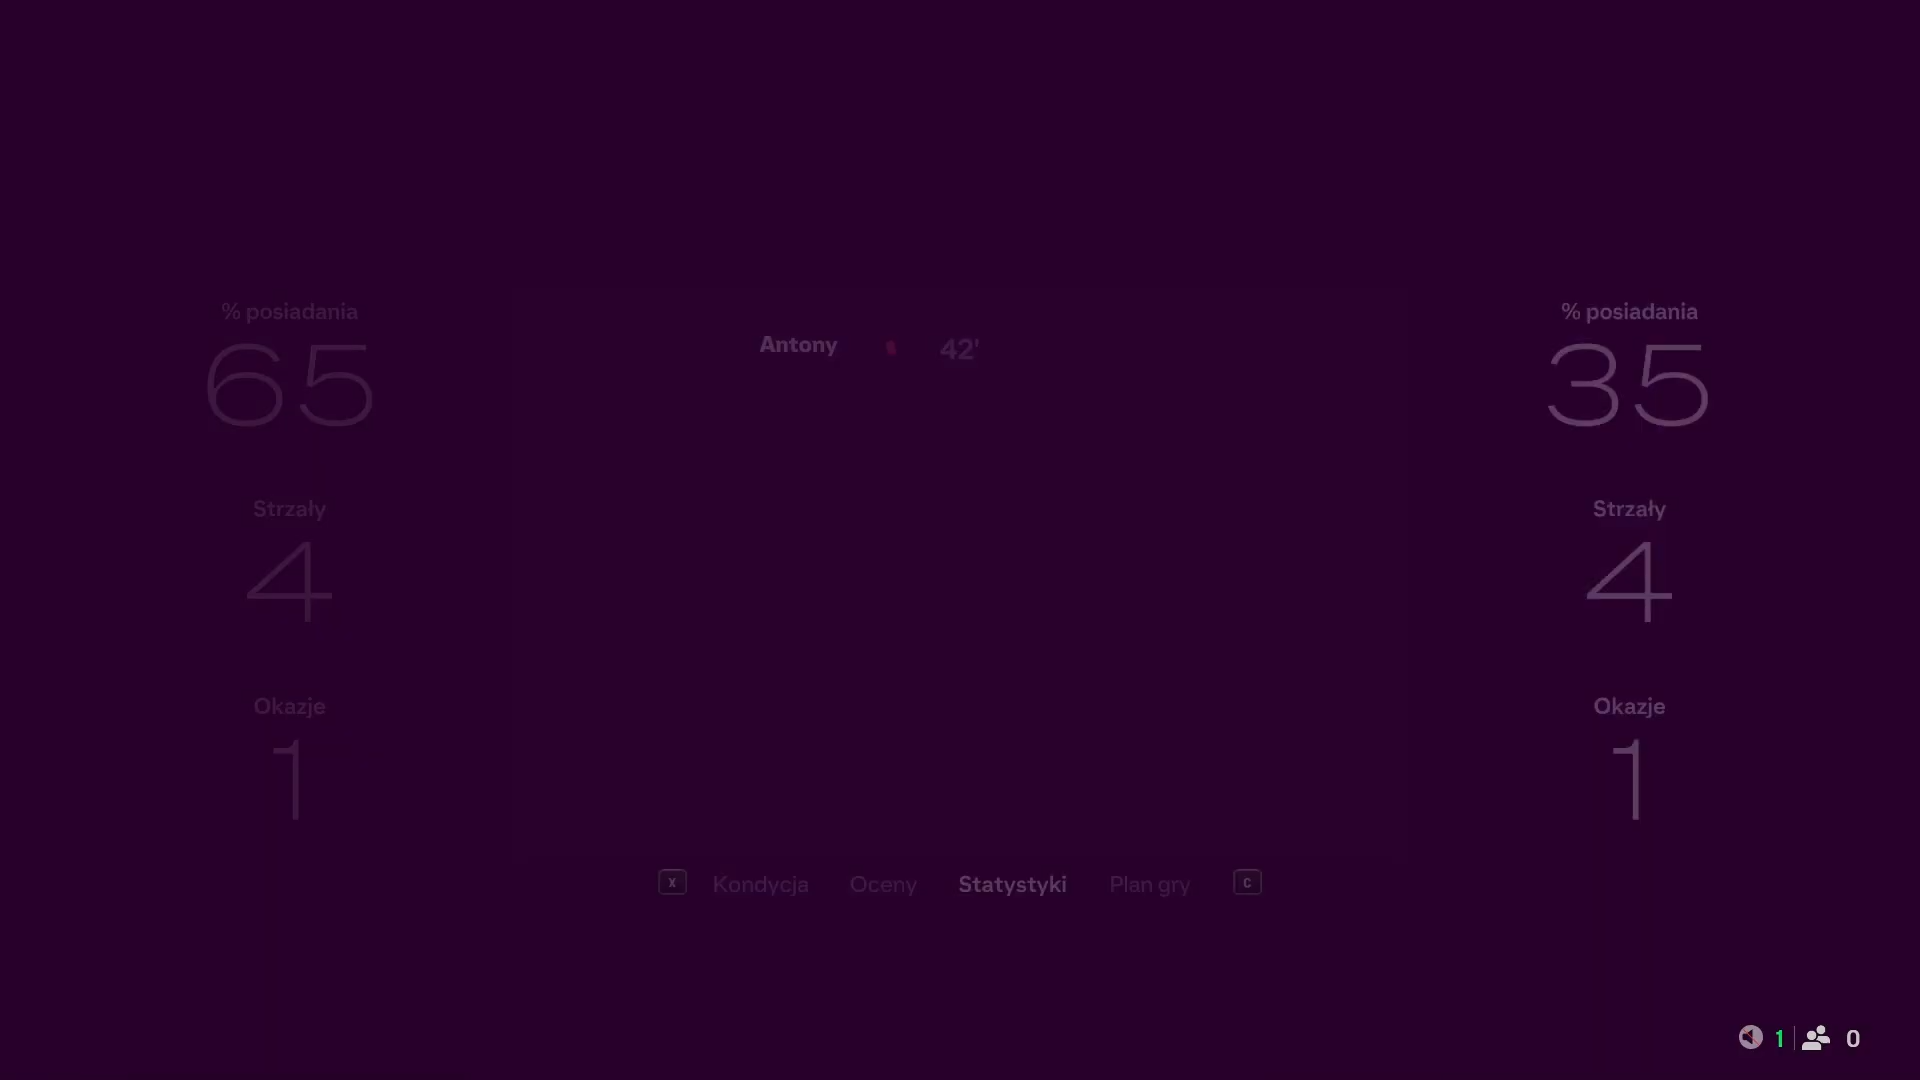 % posiadania
65
Strzały
4
Okazje
1
Antony 42'
% posiadania
35
Strzały
4
Okazje
1
X Kondycja Oceny Statystyki Plan gry C
1 0